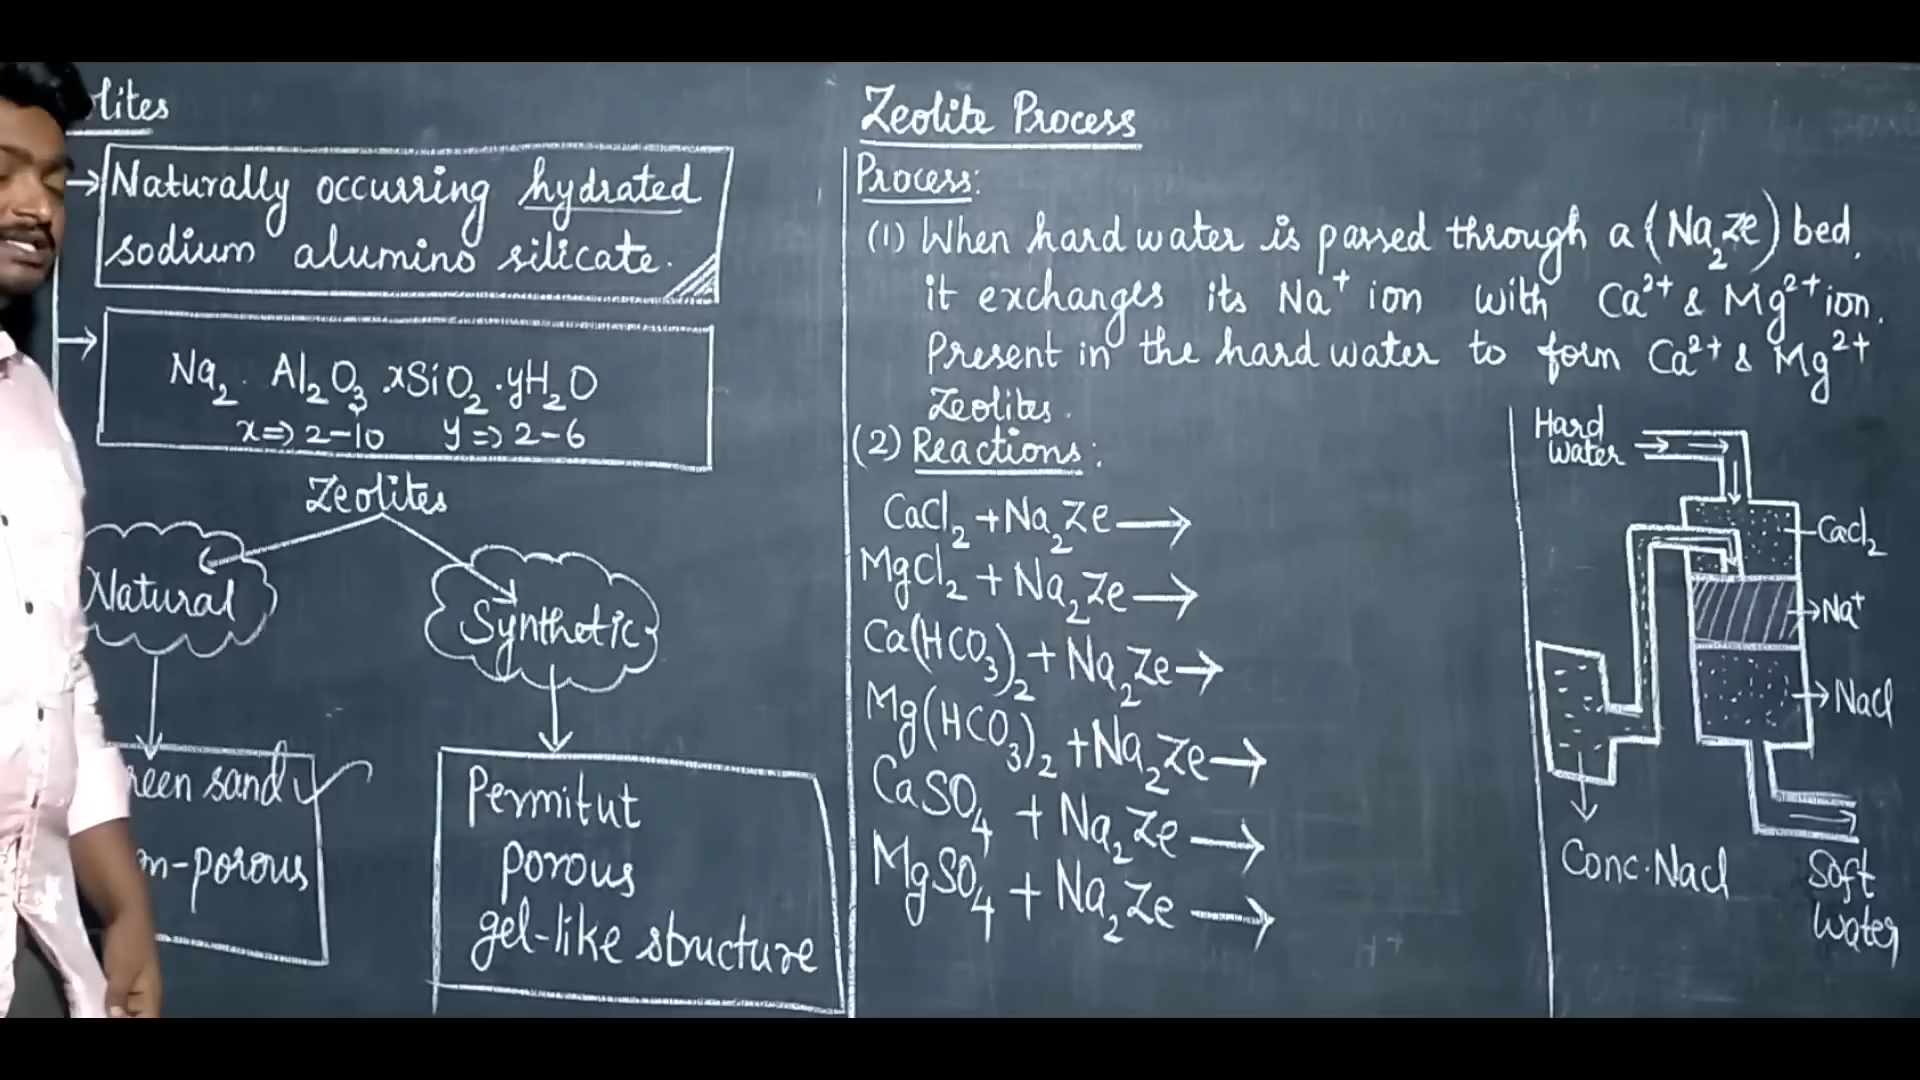 lites
Naturally occurring hydrated
sodium alumino silicate.
Na2. Al2O3.xSiO2.yH2O
x=>2-10 y=>2-6
Zeolites
Natural
Synthetic
reen sand
n-porous
Permitut
porous
gel-like structure
Zeolite Process
Process:
(1) When hard water is passed through a (Na2Ze) bed.
it exchanges its Na+ ion with Ca2+ & Mg2+ ion.
Present in the hard water to form Ca2+ & Mg2+
Zeolites.
(2) Reactions:
CaCl2 + Na2Ze →
MgCl2 + Na2Ze →
Ca(HCO3)2 + Na2Ze →
Mg(HCO3)2 + Na2Ze →
CaSO4 + Na2Ze →
MgSO4 + Na2Ze →
Hard
Water
CaCl2
Na+
NaCl
Conc. NaCl
Soft
Water